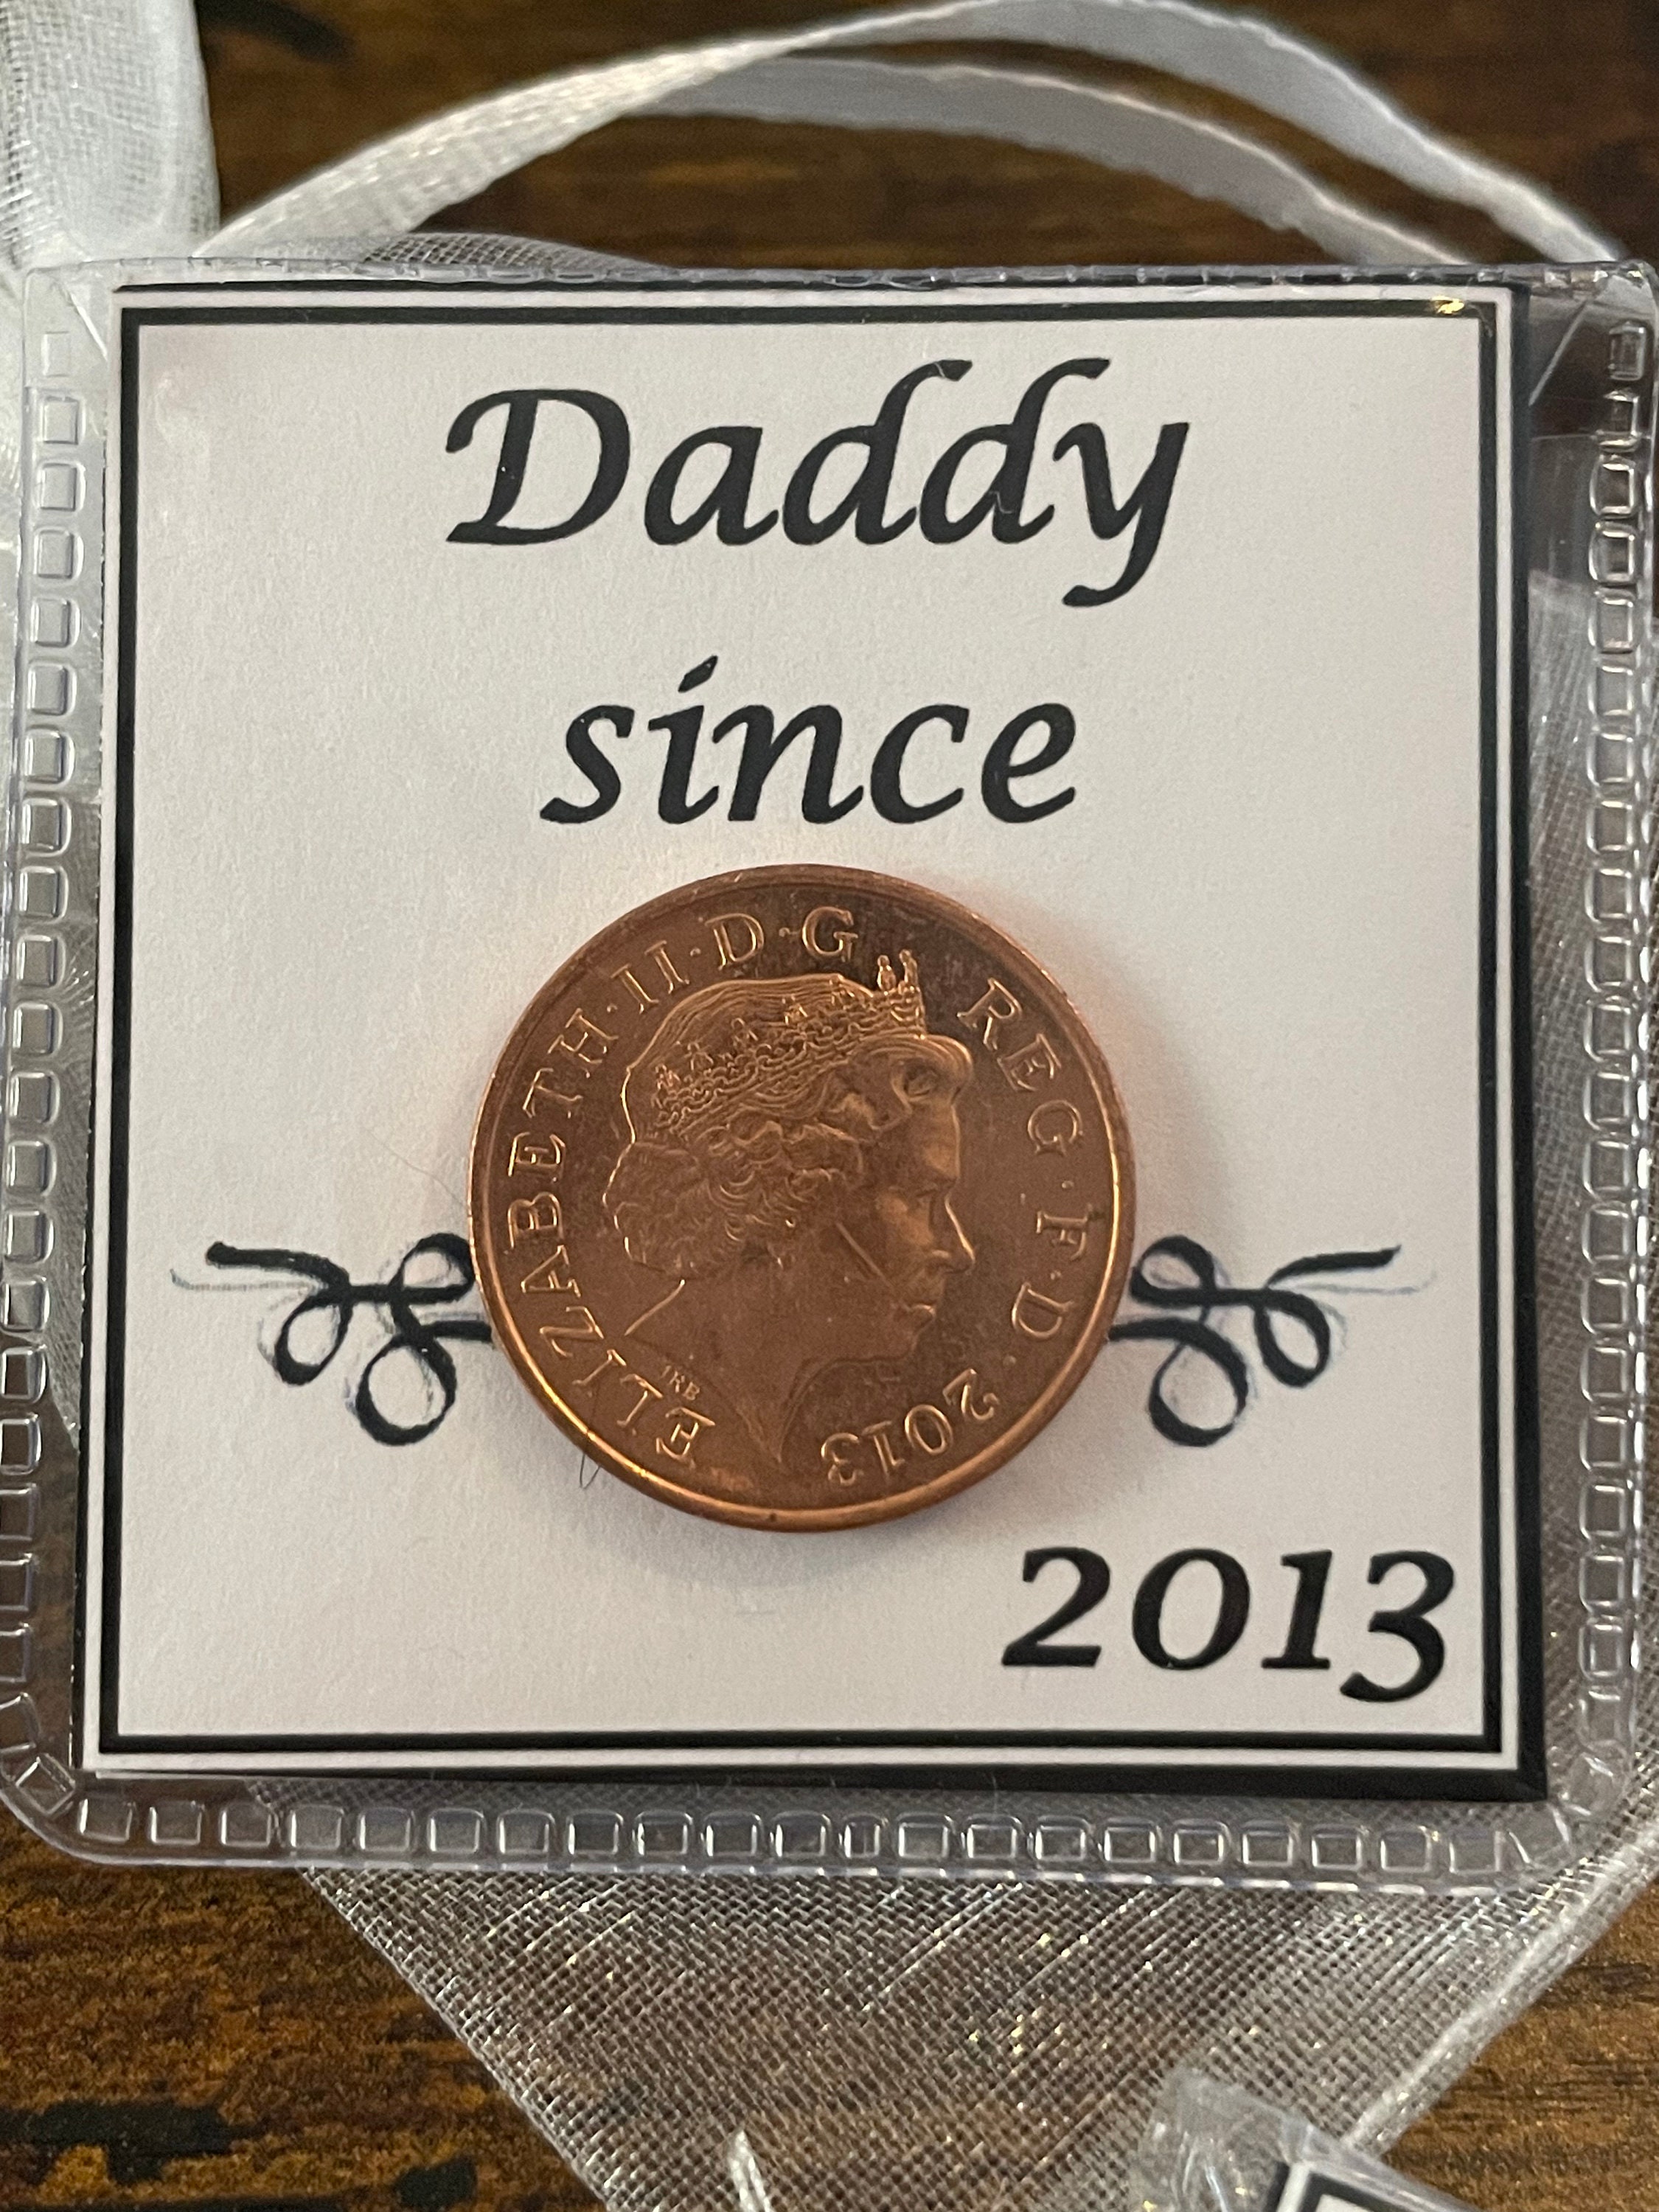 Daddy
since
ELIZABETH·II·D·G REG·F·D·2013
IRB
2013